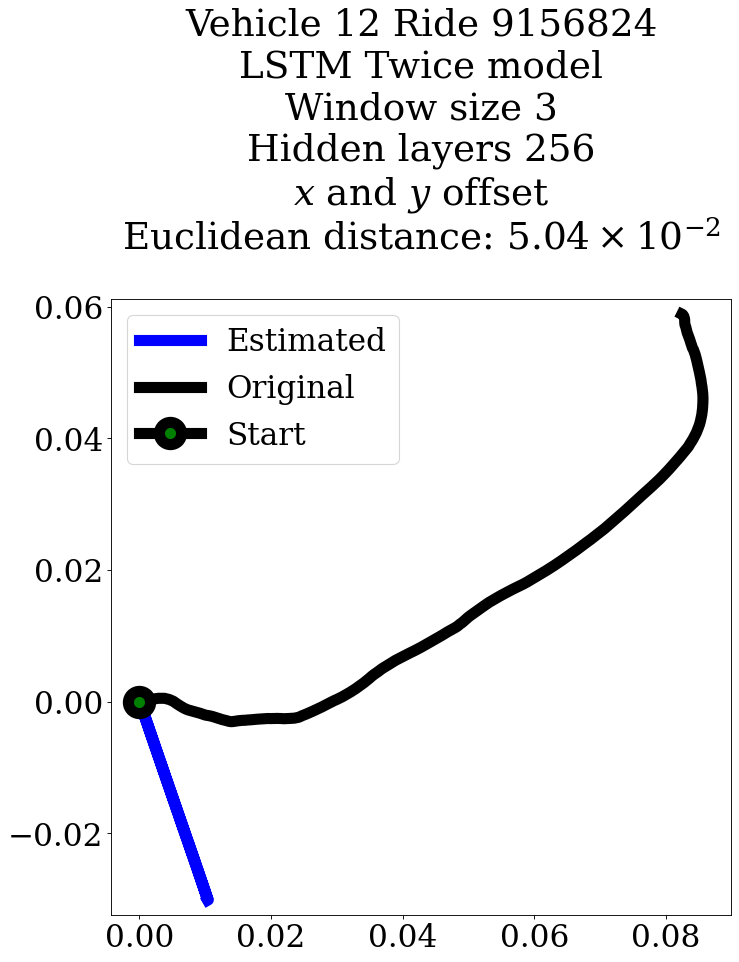 Vehicle 12 Ride 9156824
LSTM Twice model
Window size 3
Hidden layers 256
x and y offset
Euclidean distance: 5.04 × 10⁻²
0.06
0.04
0.02
0.00
−0.02
Estimated
Original
Start
0.00 0.02 0.04 0.06 0.08